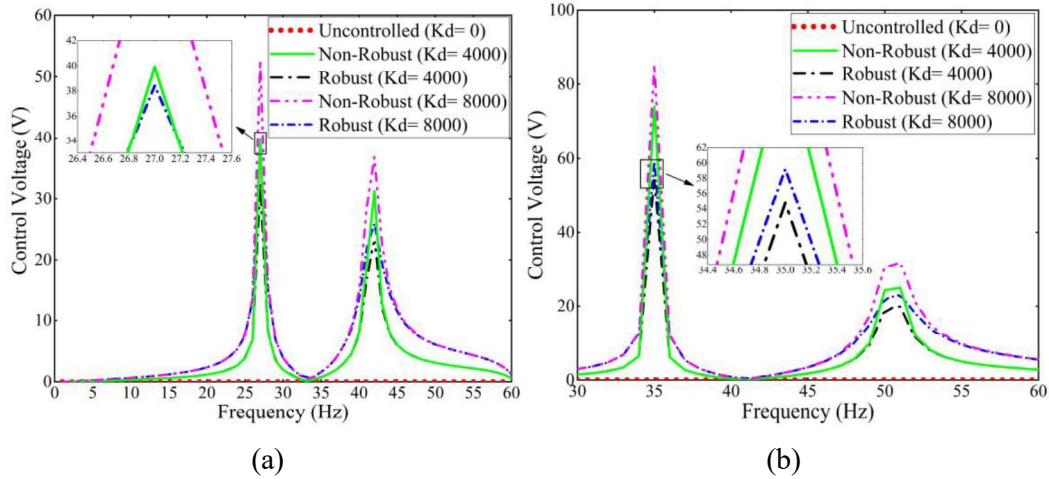 Uncontrolled (Kd= 0)
Non-Robust (Kd= 4000)
Robust (Kd= 4000)
Non-Robust (Kd= 8000)
Robust (Kd= 8000)
Control Voltage (V)
60
50
40
30
20
10
0
42
40
38
36
34
26.4 26.6 26.8 27.0 27.2 27.4 27.6
0 5 10 15 20 25 30 35 40 45 50 55 60
Frequency (Hz)
(a)
Uncontrolled (Kd= 0)
Non-Robust (Kd= 4000)
Robust (Kd= 4000)
Non-Robust (Kd= 8000)
Robust (Kd= 8000)
Control Voltage (V)
100
80
60
40
20
0
62
60
58
56
54
52
50
48
34.4 34.6 34.8 35.0 35.2 35.4 35.6
30 35 40 45 50 55 60
Frequency (Hz)
(b)